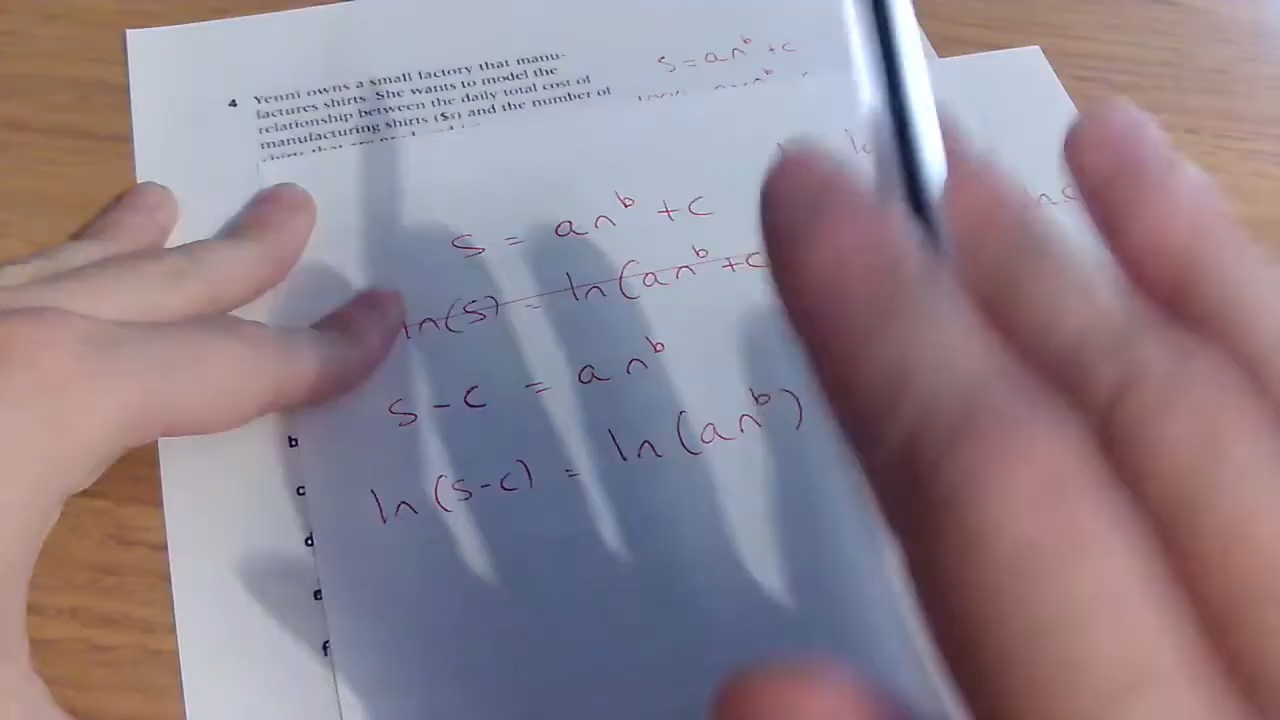 4 Yenni owns a small factory that manu-
factures shirts. She wants to model the
relationship between the daily total cost of
manufacturing shirts ($s) and the number of
s = an^b + c
s = an^b + c
ln(s) = ln(an^b + c
s - c = an^b
ln(s-c) = ln(an^b)
b
c
d
e
f